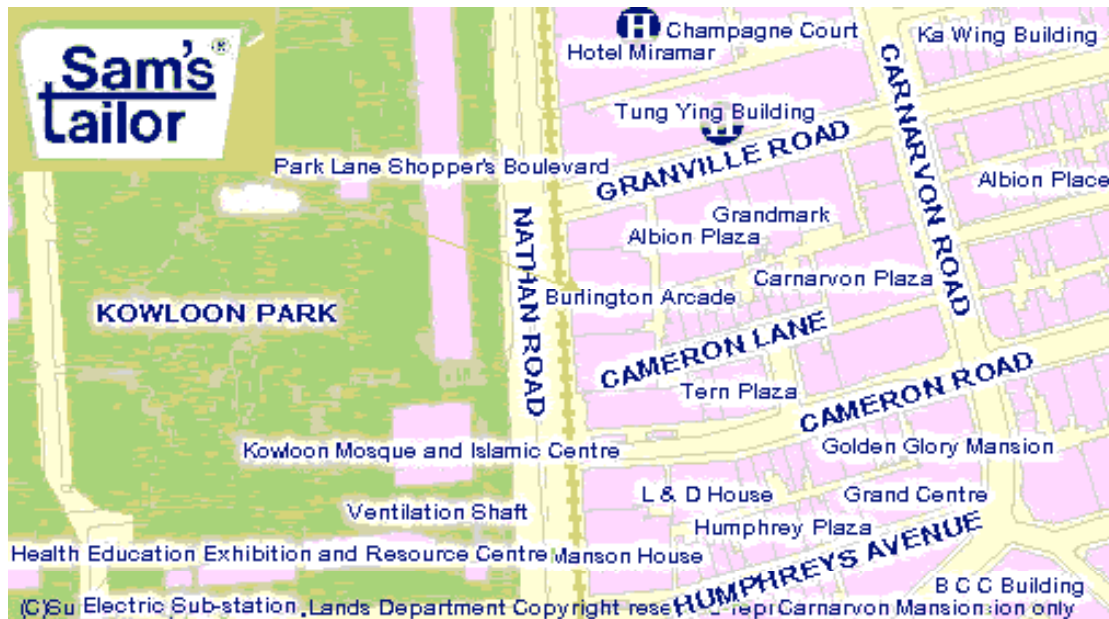 Sam's ®
tailor
Champagne Court
Hotel Miramar
H
Ka Wing Building
CARNARVON ROAD
Tung Ying Building
H
GRANVILLE ROAD
Park Lane Shopper's Boulevard
Albion Place
NATHAN ROAD
Grandmark
Albion Plaza
Carnarvon Plaza
Burlington Arcade
KOWLOON PARK
CAMERON LANE
Tern Plaza
CAMERON ROAD
Kowloon Mosque and Islamic Centre
Golden Glory Mansion
L & D House
Grand Centre
Ventilation Shaft
Humphrey Plaza
HUMPHREYS AVENUE
Health Education Exhibition and Resource Centre
Manson House
B C C Building
(C)Su
Electric Sub-station
Lands Department Copyright rese
Carnarvon Mansion
only